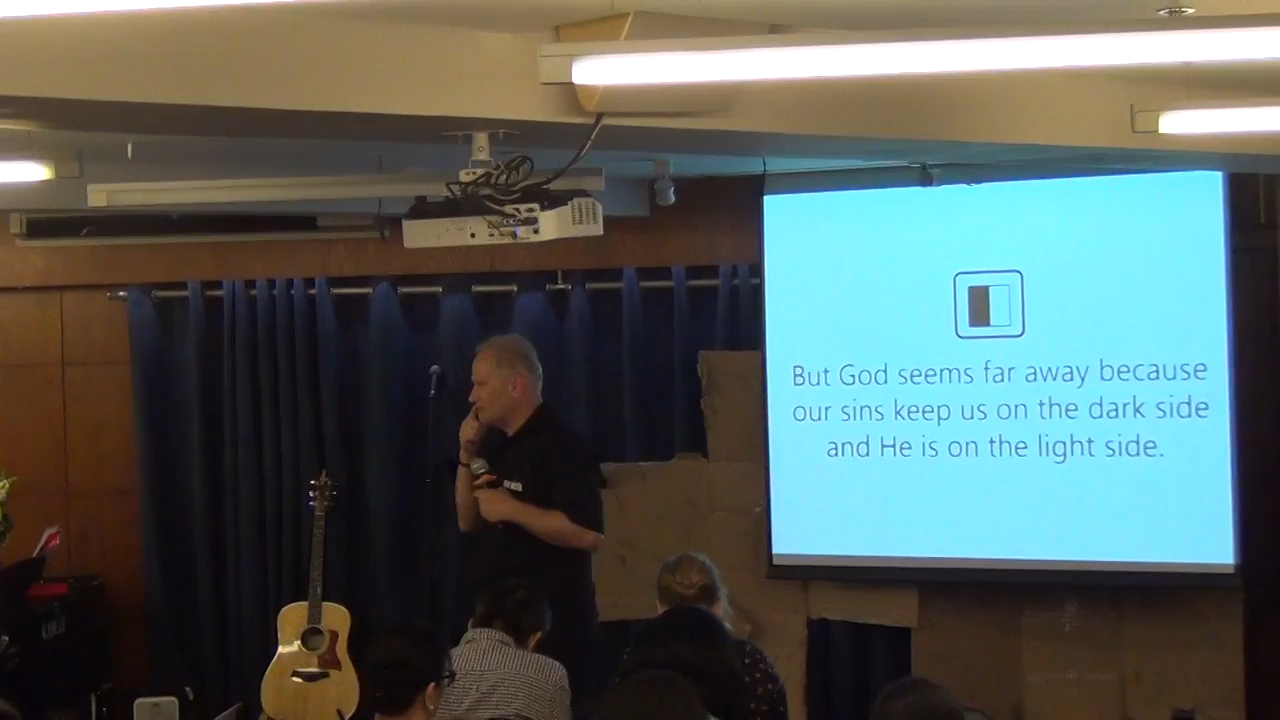 But God seems far away because
our sins keep us on the dark side
and He is on the light side.